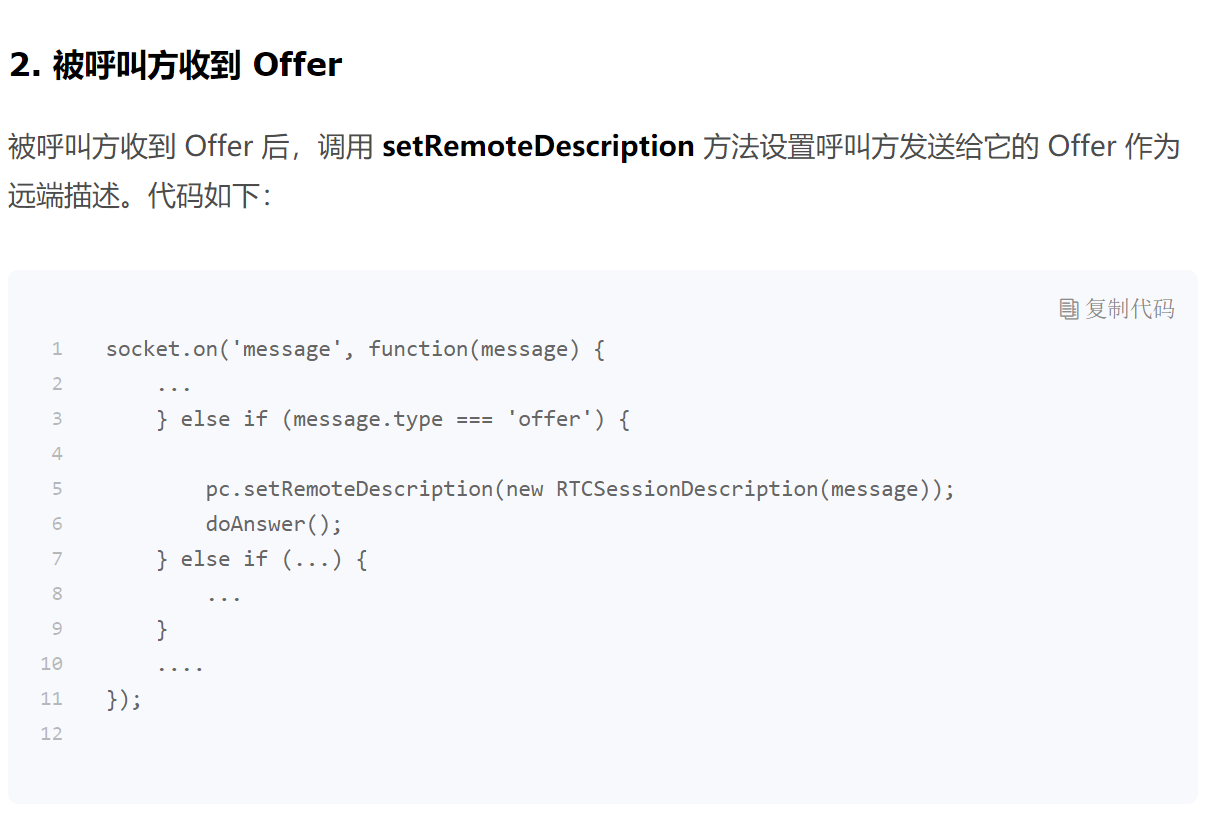 2. 被呼叫方收到 Offer
被呼叫方收到 Offer 后，调用 setRemoteDescription 方法设置呼叫方发送给它的 Offer 作为
远端描述。代码如下：
复制代码
1 socket.on('message', function(message) {
2 ...
3 } else if (message.type === 'offer') {
4
5 pc.setRemoteDescription(new RTCSessionDescription(message));
6 doAnswer();
7 } else if (...) {
8 ...
9 }
10 ....
11 });
12